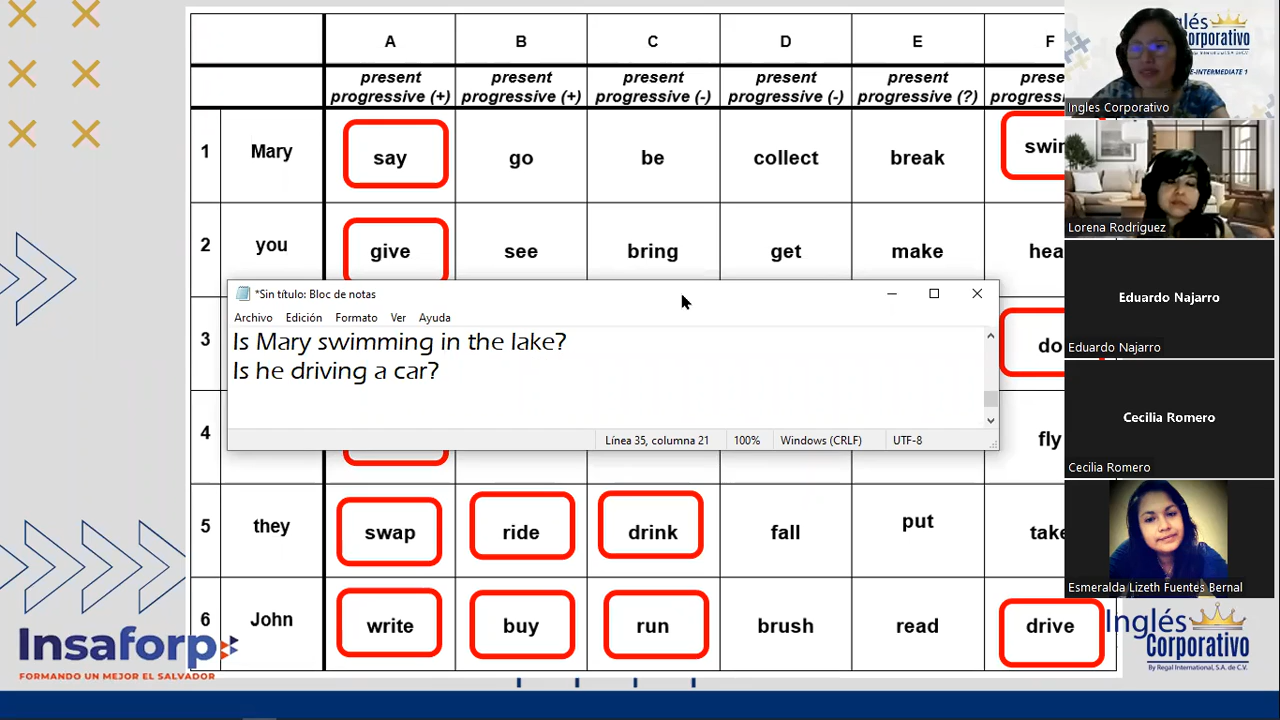 A B C D E F
present progressive (+) present progressive (+) present progressive (-) present progressive (-) present progressive (?)
1 Mary say go be collect break
2 you give see bring get make
*Sin título: Bloc de notas
Archivo Edición Formato Ver Ayuda
Is Mary swimming in the lake?
Is he driving a car?
Línea 35, columna 21 100% Windows (CRLF) UTF-8
3 do
4 fly
5 they swap ride drink fall put take
6 John write buy run brush read drive
Insaforp
FORMANDO UN MEJOR EL SALVADOR
Inglés Corporativo
By Regal International, S.A. de C.V.
Ingles Corporativo
Lorena Rodriguez
Eduardo Najarro
Eduardo Najarro
Cecilia Romero
Cecilia Romero
Esmeralda Lizeth Fuentes Bernal